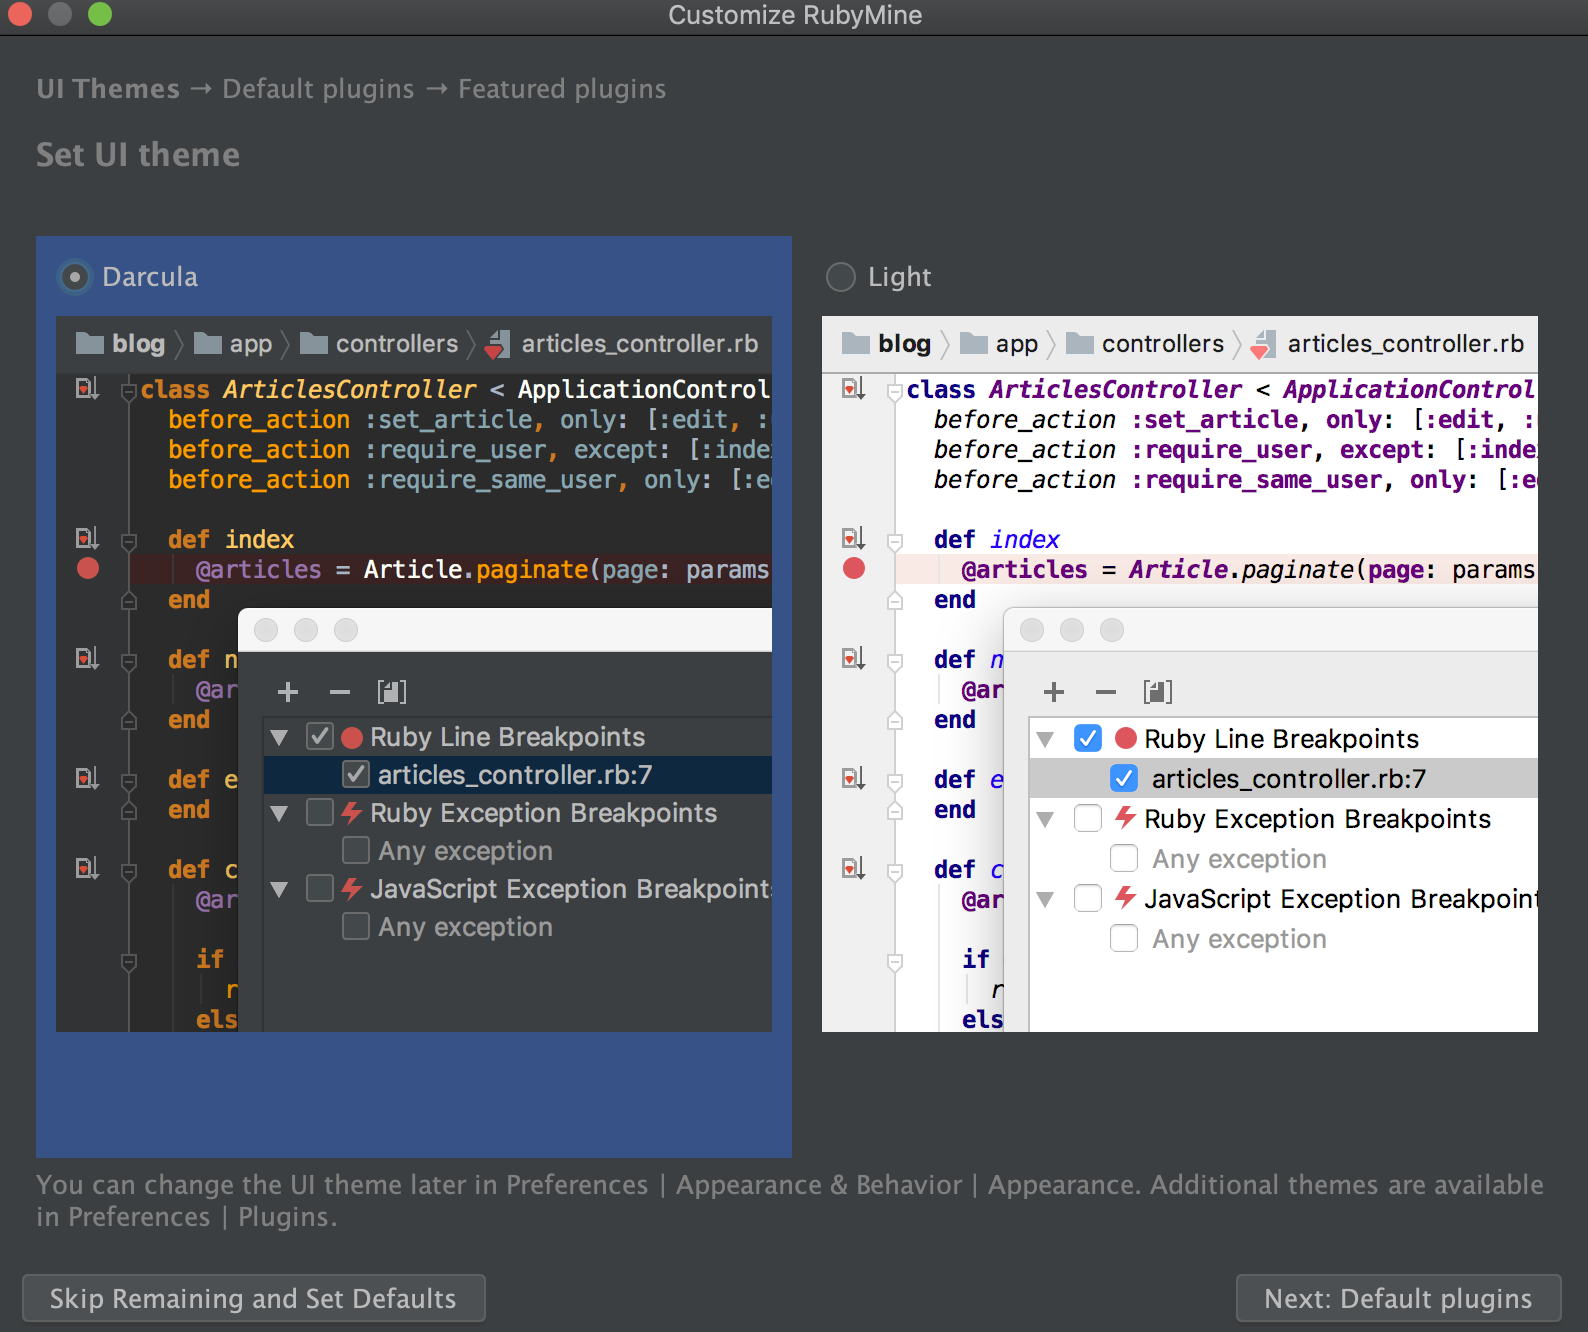 Customize RubyMine
UI Themes → Default plugins → Featured plugins
Set UI theme
Darcula
blog
app
controllers
articles_controller.rb
class ArticlesController < ApplicationControl
before_action :set_article, only: [:edit, :
before_action :require_user, except: [:inde
before_action :require_same_user, only: [:e
def index
@articles = Article.paginate(page: params
end
def n
@ar
end
def e
end
def c
@ar
if
r
els
Ruby Line Breakpoints
articles_controller.rb:7
Ruby Exception Breakpoints
Any exception
JavaScript Exception Breakpoint
Any exception
Light
blog
app
controllers
articles_controller.rb
class ArticlesController < ApplicationControl
before_action :set_article, only: [:edit, :
before_action :require_user, except: [:inde
before_action :require_same_user, only: [:e
def index
@articles = Article.paginate(page: params
end
def n
@ar
end
def e
end
def c
@ar
if
r
els
Ruby Line Breakpoints
articles_controller.rb:7
Ruby Exception Breakpoints
Any exception
JavaScript Exception Breakpoint
Any exception
You can change the UI theme later in Preferences | Appearance & Behavior | Appearance. Additional themes are available
in Preferences | Plugins.
Skip Remaining and Set Defaults
Next: Default plugins